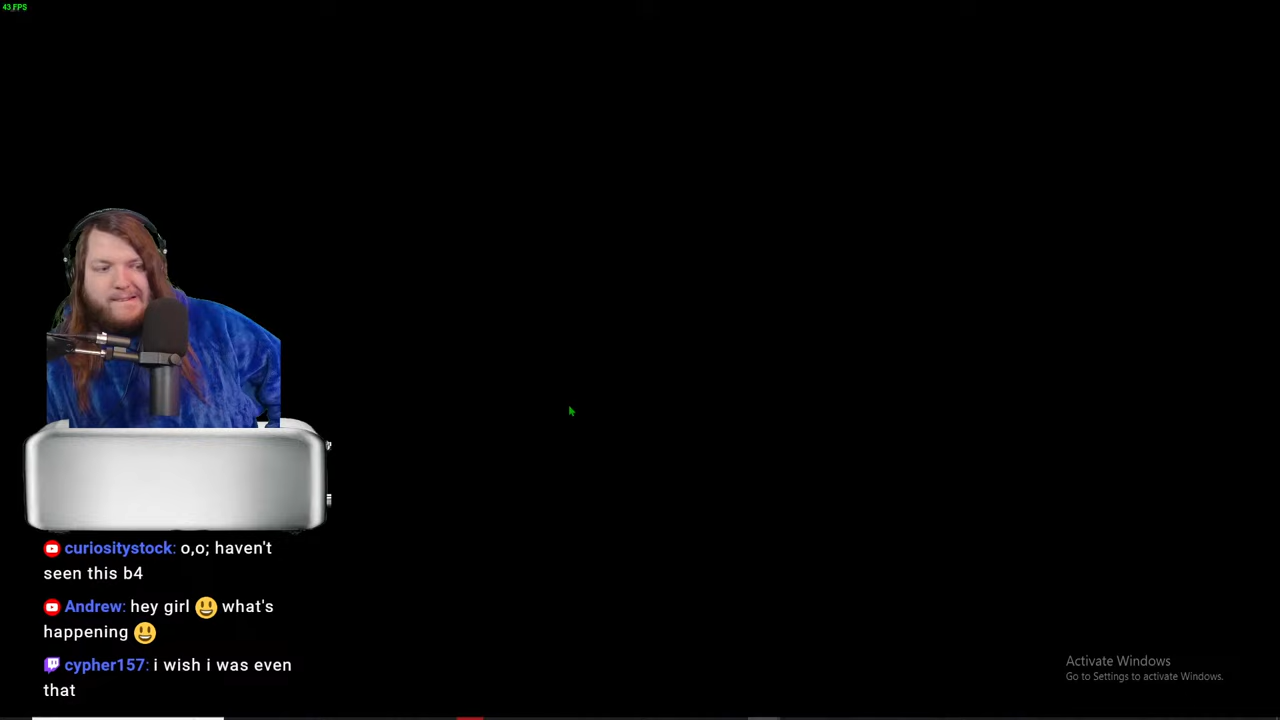 43 FPS
curiositystock: o,o; haven't
seen this b4
Andrew: hey girl 😃 what's
happening 😃
cypher157: i wish i was even
that
Activate Windows
Go to Settings to activate Windows.